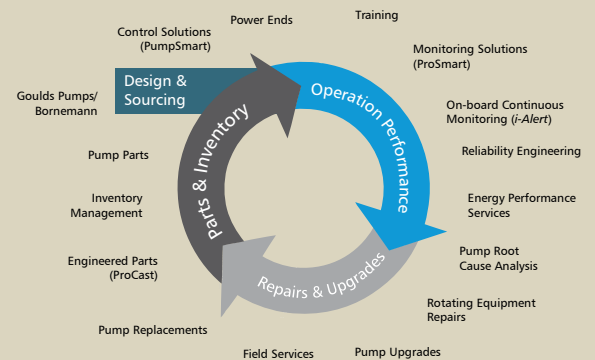 Power Ends
Training
Control Solutions
(PumpSmart)
Monitoring Solutions
(ProSmart)
Design &
Sourcing
Operation Performance
Goulds Pumps/
Bornemann
On-board Continuous
Monitoring (i-Alert)
Parts & Inventory
Pump Parts
Reliability Engineering
Inventory
Management
Energy Performance
Services
Engineered Parts
(ProCast)
Pump Root
Cause Analysis
Repairs & Upgrades
Rotating Equipment
Repairs
Pump Replacements
Field Services
Pump Upgrades